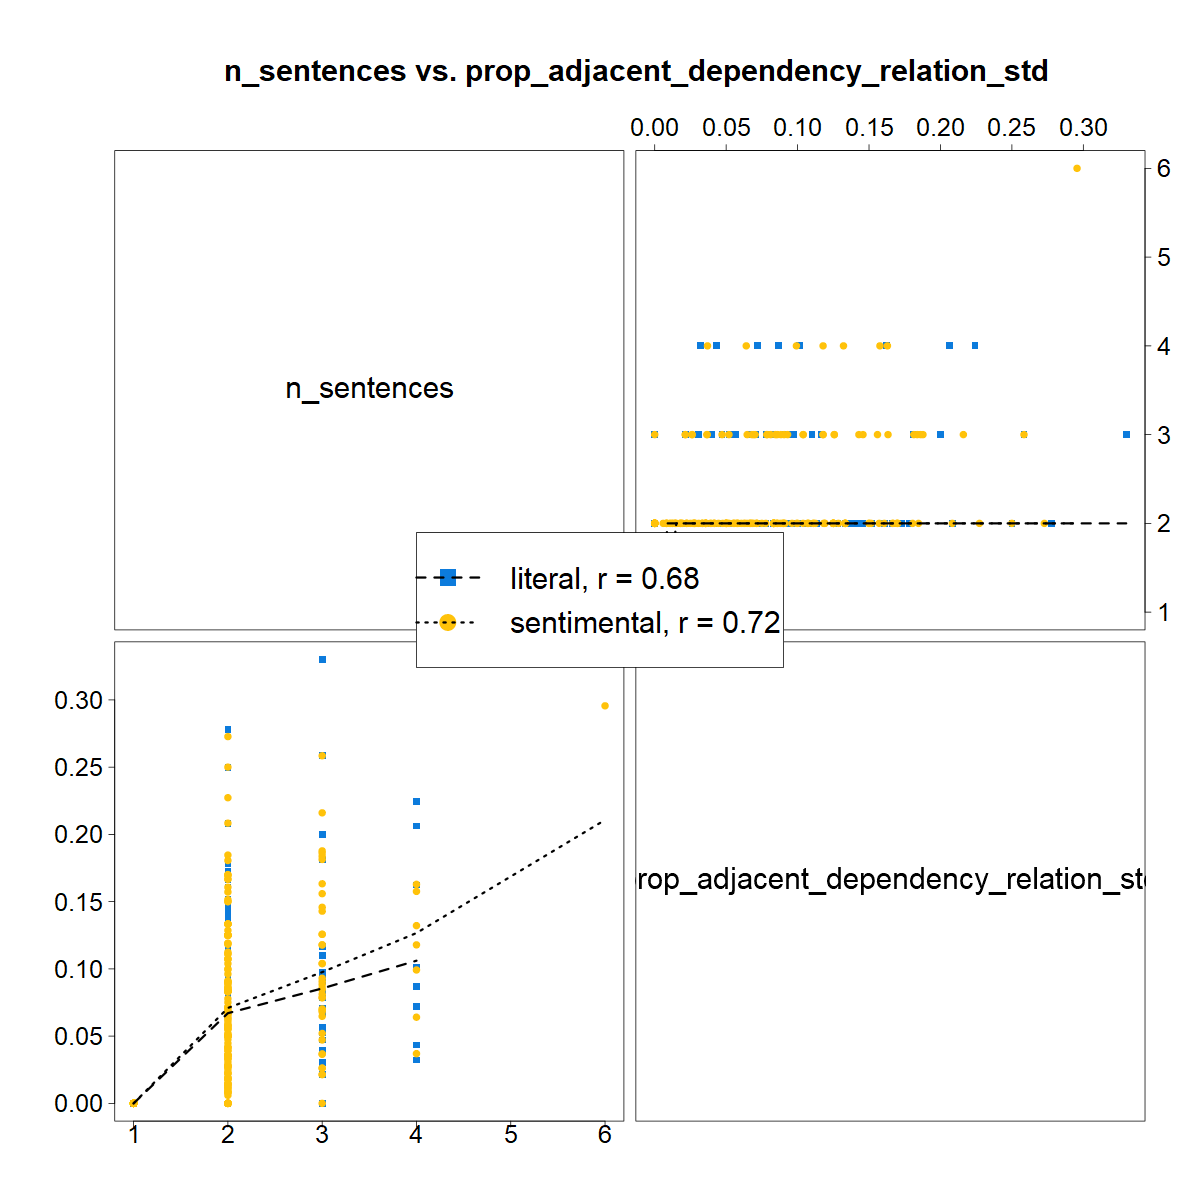 n_sentences vs. prop_adjacent_dependency_relation_std
0.00 0.05 0.10 0.15 0.20 0.25 0.30
6
5
4
3
2
1
n_sentences
literal, r = 0.68
sentimental, r = 0.72
0.30
0.25
0.20
0.15
0.10
0.05
0.00
rop_adjacent_dependency_relation_st
1 2 3 4 5 6